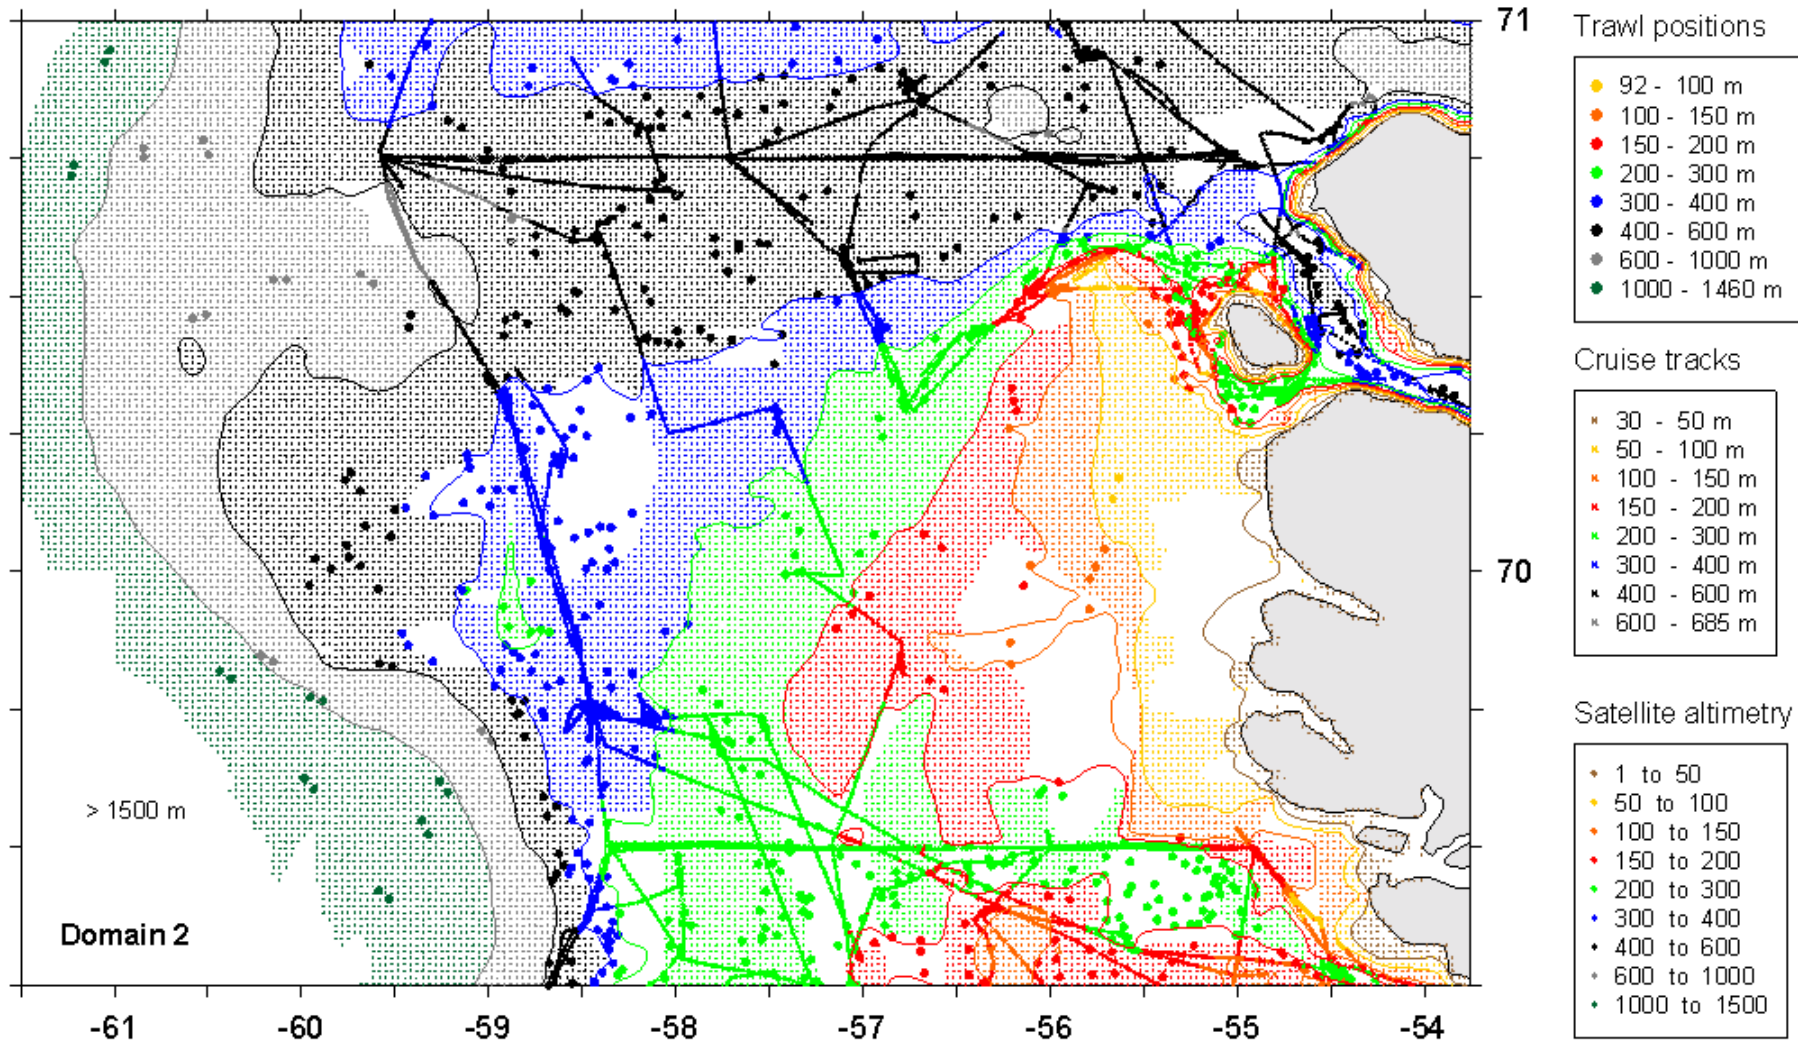 71
70
> 1500 m
Domain 2
-61 -60 -59 -58 -57 -56 -55 -54
Trawl positions
92 - 100 m
100 - 150 m
150 - 200 m
200 - 300 m
300 - 400 m
400 - 600 m
600 - 1000 m
1000 - 1460 m
Cruise tracks
30 - 50 m
50 - 100 m
100 - 150 m
150 - 200 m
200 - 300 m
300 - 400 m
400 - 600 m
600 - 685 m
Satellite altimetry
1 to 50
50 to 100
100 to 150
150 to 200
200 to 300
300 to 400
400 to 600
600 to 1000
1000 to 1500